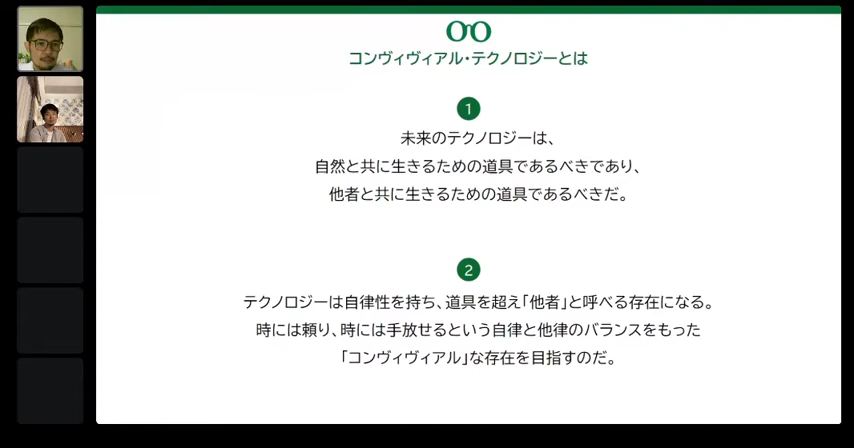 コンヴィヴィアル・テクノロジーとは
1
未来のテクノロジーは、
自然と共に生きるための道具であるべきであり、
他者と共に生きるための道具であるべきだ。
2
テクノロジーは自律性を持ち、道具を超え「他者」と呼べる存在になる。
時には頼り、時には手放せるという自律と他律のバランスをもった
「コンヴィヴィアル」な存在を目指すのだ。